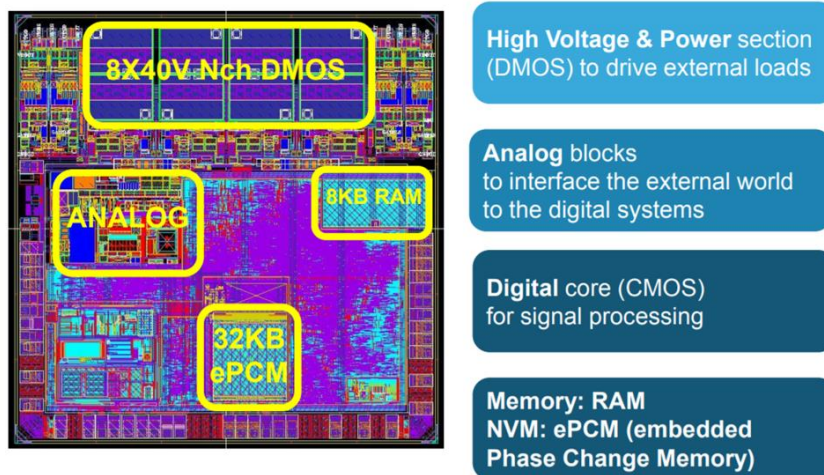 8X40V Nch DMOS
ANALOG
8KB RAM
32KB
ePCM
High Voltage & Power section
(DMOS) to drive external loads
Analog blocks
to interface the external world
to the digital systems
Digital core (CMOS)
for signal processing
Memory: RAM
NVM: ePCM (embedded
Phase Change Memory)